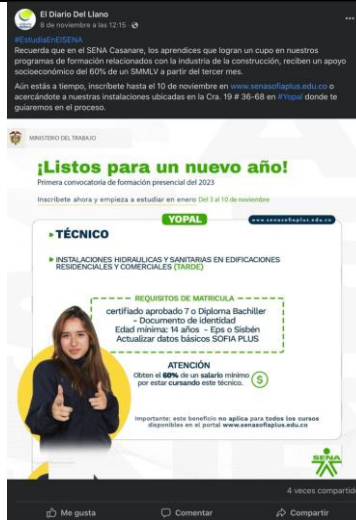 El Diario Del Llano
8 de noviembre a las 12:15
#EstudiaEnElSENA
Recuerda que en el SENA Casanare, los aprendices que logran un cupo en nuestros
programas de formación relacionados con la industria de la construcción, reciben un apoyo
socioeconómico del 60% de un SMMLV a partir del tercer mes.
Aún estás a tiempo, inscríbete hasta el 10 de noviembre en www.senasofiaplus.edu.co o
acercándote a nuestras instalaciones ubicadas en la Cra. 19 # 36-68 en #Yopal donde te
guiaremos en el proceso.
MINISTERIO DEL TRABAJO
¡Listos para un nuevo año!
Primera convocatoria de formación presencial del 2023
Inscríbete ahora y empieza a estudiar en enero Del 3 al 10 de noviembre
YOPAL
www.senasofiaplus.edu.co
TÉCNICO
INSTALACIONES HIDRAULICAS Y SANITARIAS EN EDIFICACIONES
RESIDENCIALES Y COMERCIALES (TARDE)
REQUISITOS DE MATRICULA
certifiado aprobado 7 o Diploma Bachiller
- Documento de identidad
Edad mínima: 14 años - Eps o Sisbén
Actualizar datos básicos SOFIA PLUS
ATENCIÓN
Obten el 60% de un salario mínimo
por estar cursando este técnico.
$
Importante: este beneficio no aplica para todos los cursos
disponibles en el portal www.senasofiaplus.edu.co
SENA
4 veces compartido
Me gusta
Comentar
Compartir